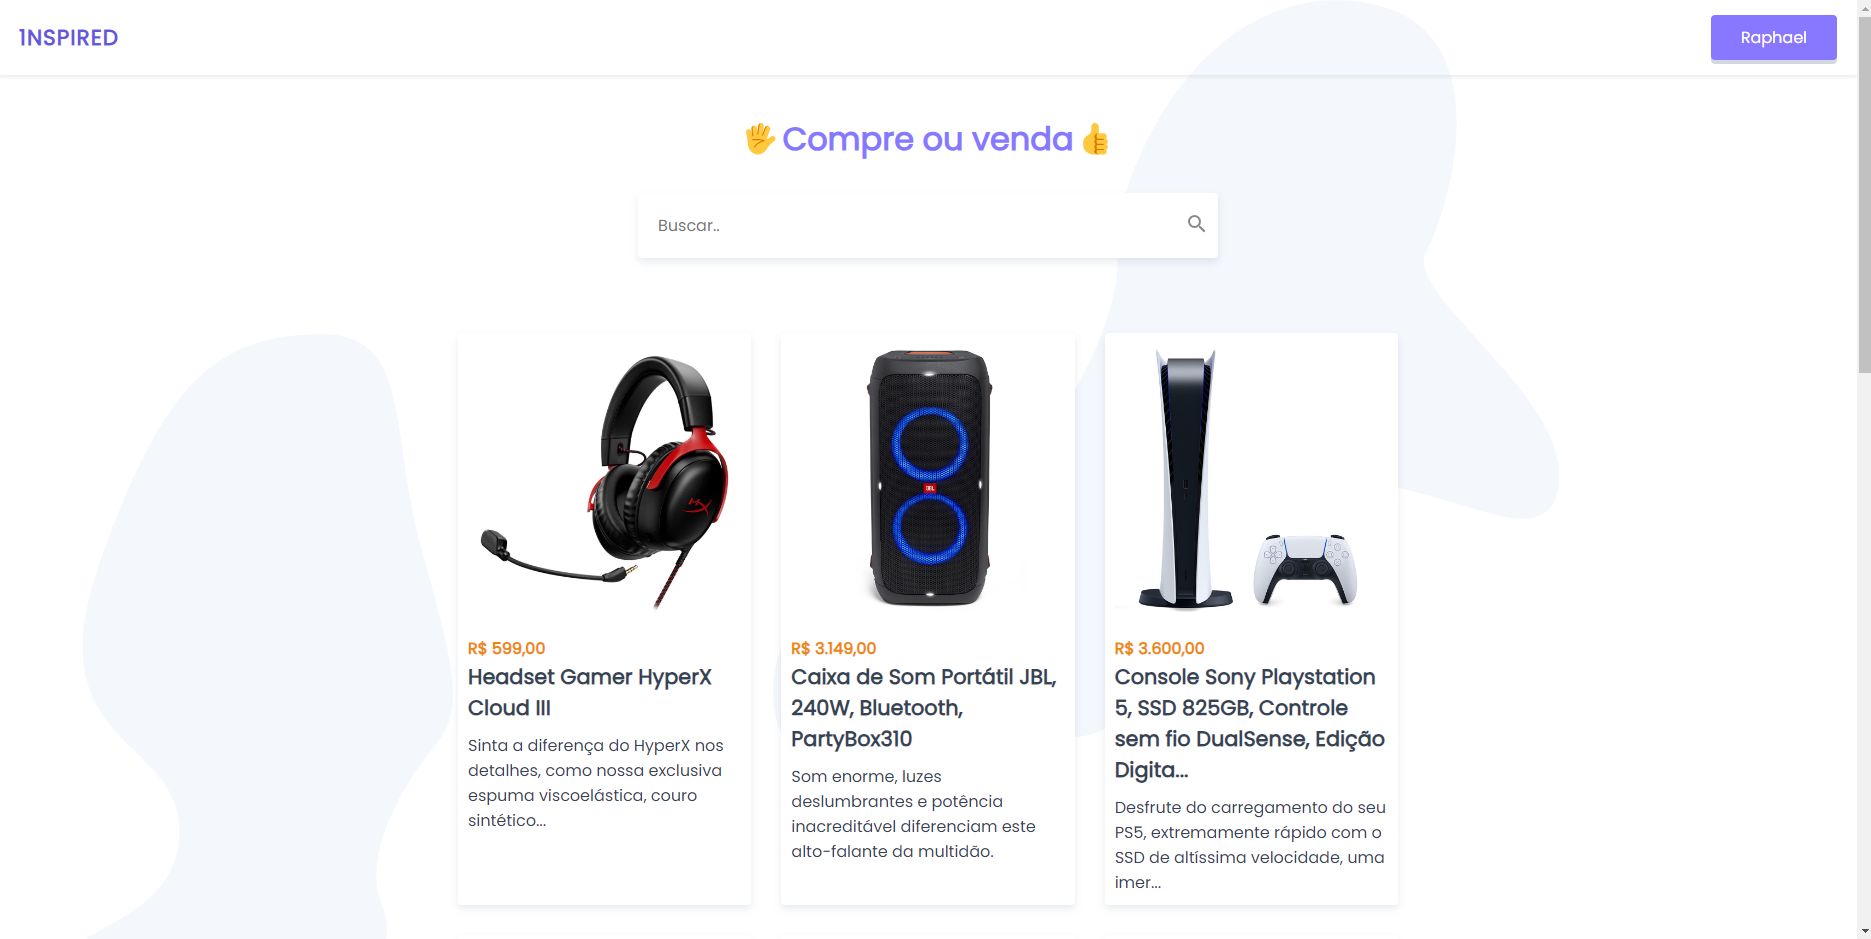 1NSPIRED
Raphael
🖐 Compre ou venda 👍
Buscar..
JBL
R$ 599,00
Headset Gamer HyperX
Cloud III
Sinta a diferença do HyperX nos
detalhes, como nossa exclusiva
espuma viscoelástica, couro
sintético...
R$ 3.149,00
Caixa de Som Portátil JBL,
240W, Bluetooth,
PartyBox310
Som enorme, luzes
deslumbrantes e potência
inacreditável diferenciam este
alto-falante da multidão.
R$ 3.600,00
Console Sony Playstation
5, SSD 825GB, Controle
sem fio DualSense, Edição
Digita...
Desfrute do carregamento do seu
PS5, extremamente rápido com o
SSD de altíssima velocidade, uma
imer...